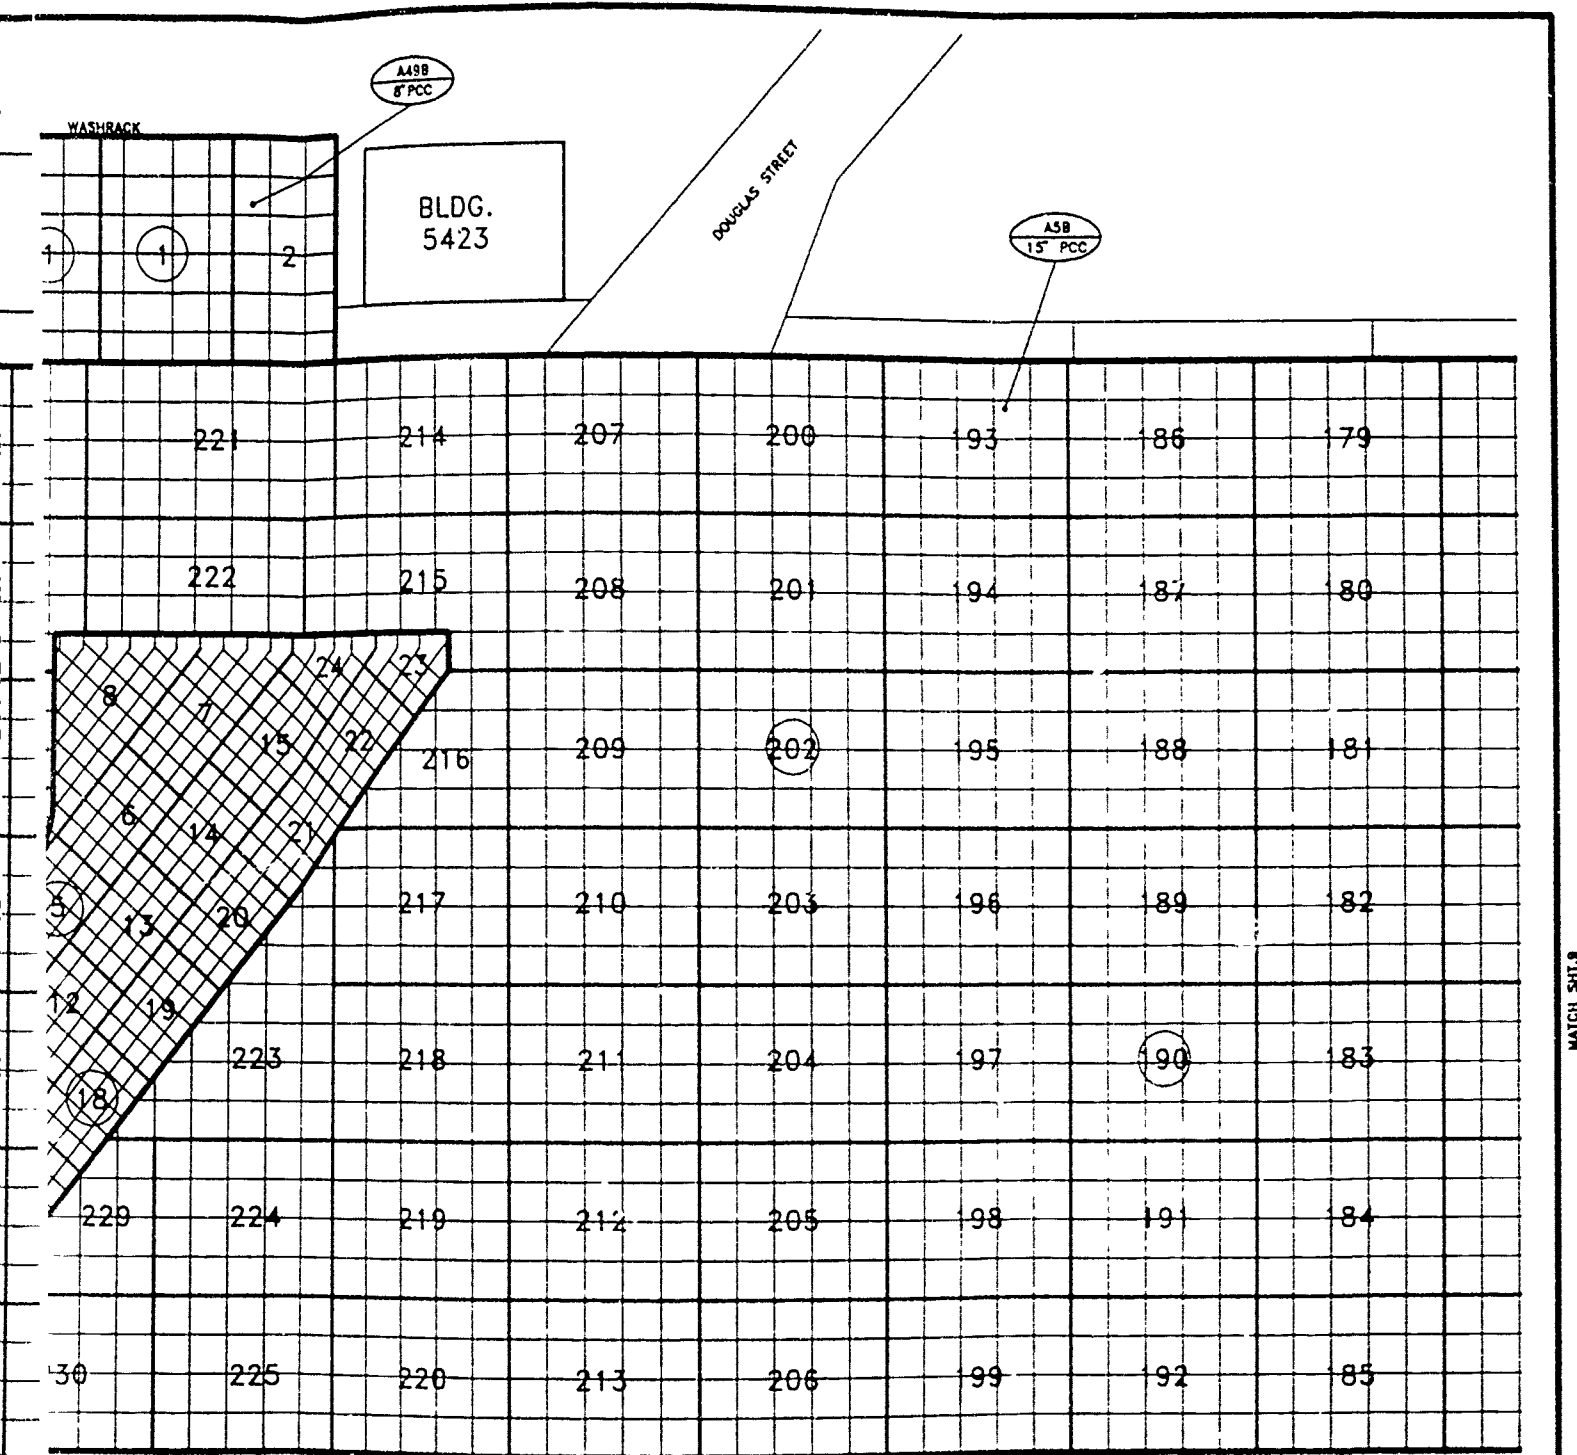 A49B
8" PCC
WASHRACK
DOUGLAS STREET
BLDG.
5423
A5B
15" PCC
1 1 2
221 214 207 200 193 186 179
222 215 208 201 194 187 180
24 23
8 7 15 22 216 209 202 195 188 181
6 14 21
5 13 20 217 210 203 196 189 182
MATCH SHT.9
12 19
223 218 211 204 197 190 183
18
229 224 219 212 205 198 191 184
30 225 220 213 206 199 192 185